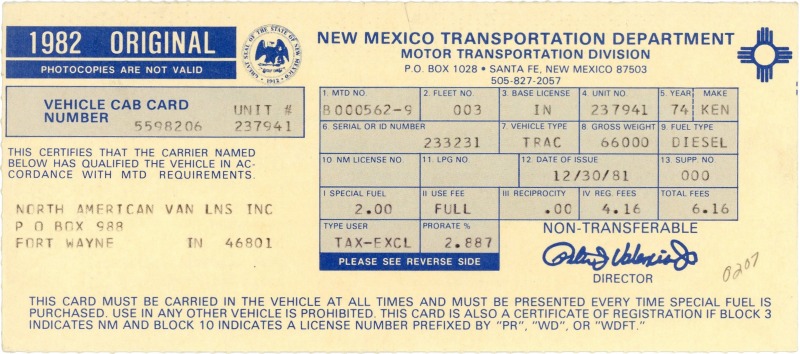 1982 ORIGINAL
PHOTOCOPIES ARE NOT VALID
GREAT SEAL OF THE STATE OF NEW MEXICO
1912
NEW MEXICO TRANSPORTATION DEPARTMENT
MOTOR TRANSPORTATION DIVISION
P.O. BOX 1028 • SANTA FE, NEW MEXICO 87503
505-827-2057
VEHICLE CAB CARD UNIT #
NUMBER 5598206 237941
1. MTD NO. 2. FLEET NO. 3. BASE LICENSE 4. UNIT NO. 5. YEAR MAKE
8000562-9 003 IN 237941 74 KEN
6. SERIAL OR ID NUMBER 7. VEHICLE TYPE 8. GROSS WEIGHT 9. FUEL TYPE
233231 TRAC 66000 DIESEL
10 NM LICENSE NO. 11. LPG NO. 12. DATE OF ISSUE 13. SUPP. NO.
12/30/81 000
I SPECIAL FUEL II USE FEE III RECIPROCITY IV REG. FEES TOTAL FEES
2.00 FULL .00 4.16 6.16
TYPE USER PRORATE %
TAX-EXCL 2.887
PLEASE SEE REVERSE SIDE
THIS CERTIFIES THAT THE CARRIER NAMED
BELOW HAS QUALIFIED THE VEHICLE IN AC-
CORDANCE WITH MTD REQUIREMENTS.
NORTH AMERICAN VAN LNS INC
P O BOX 988
FORT WAYNE IN 46801
NON-TRANSFERABLE
DIRECTOR
0207
THIS CARD MUST BE CARRIED IN THE VEHICLE AT ALL TIMES AND MUST BE PRESENTED EVERY TIME SPECIAL FUEL IS
PURCHASED. USE IN ANY OTHER VEHICLE IS PROHIBITED. THIS CARD IS ALSO A CERTIFICATE OF REGISTRATION IF BLOCK 3
INDICATES NM AND BLOCK 10 INDICATES A LICENSE NUMBER PREFIXED BY "PR", "WD", OR "WDFT."